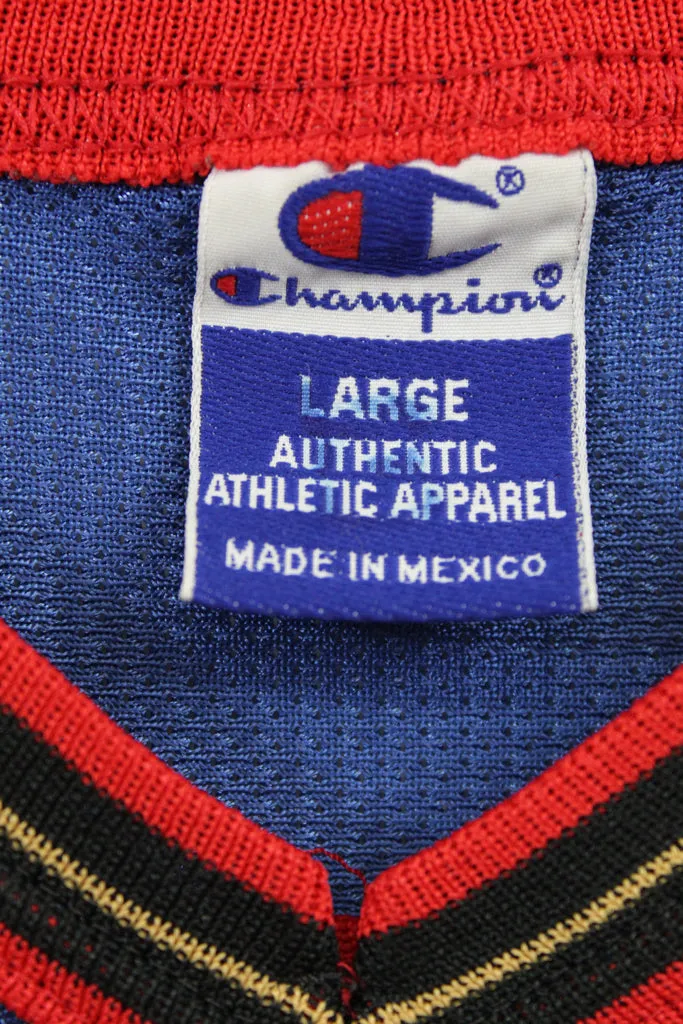 ®
Champion®
LARGE
AUTHENTIC
ATHLETIC APPAREL
MADE IN MEXICO